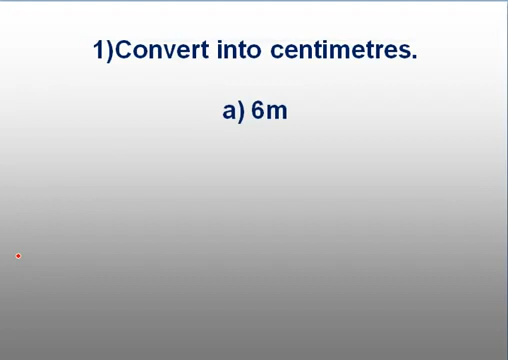 1)Convert into centimetres.
a) 6m